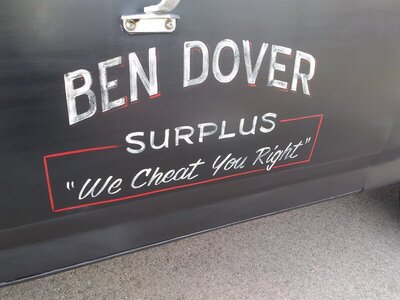 BEN DOVER
SURPLUS
"We Cheat You Right"